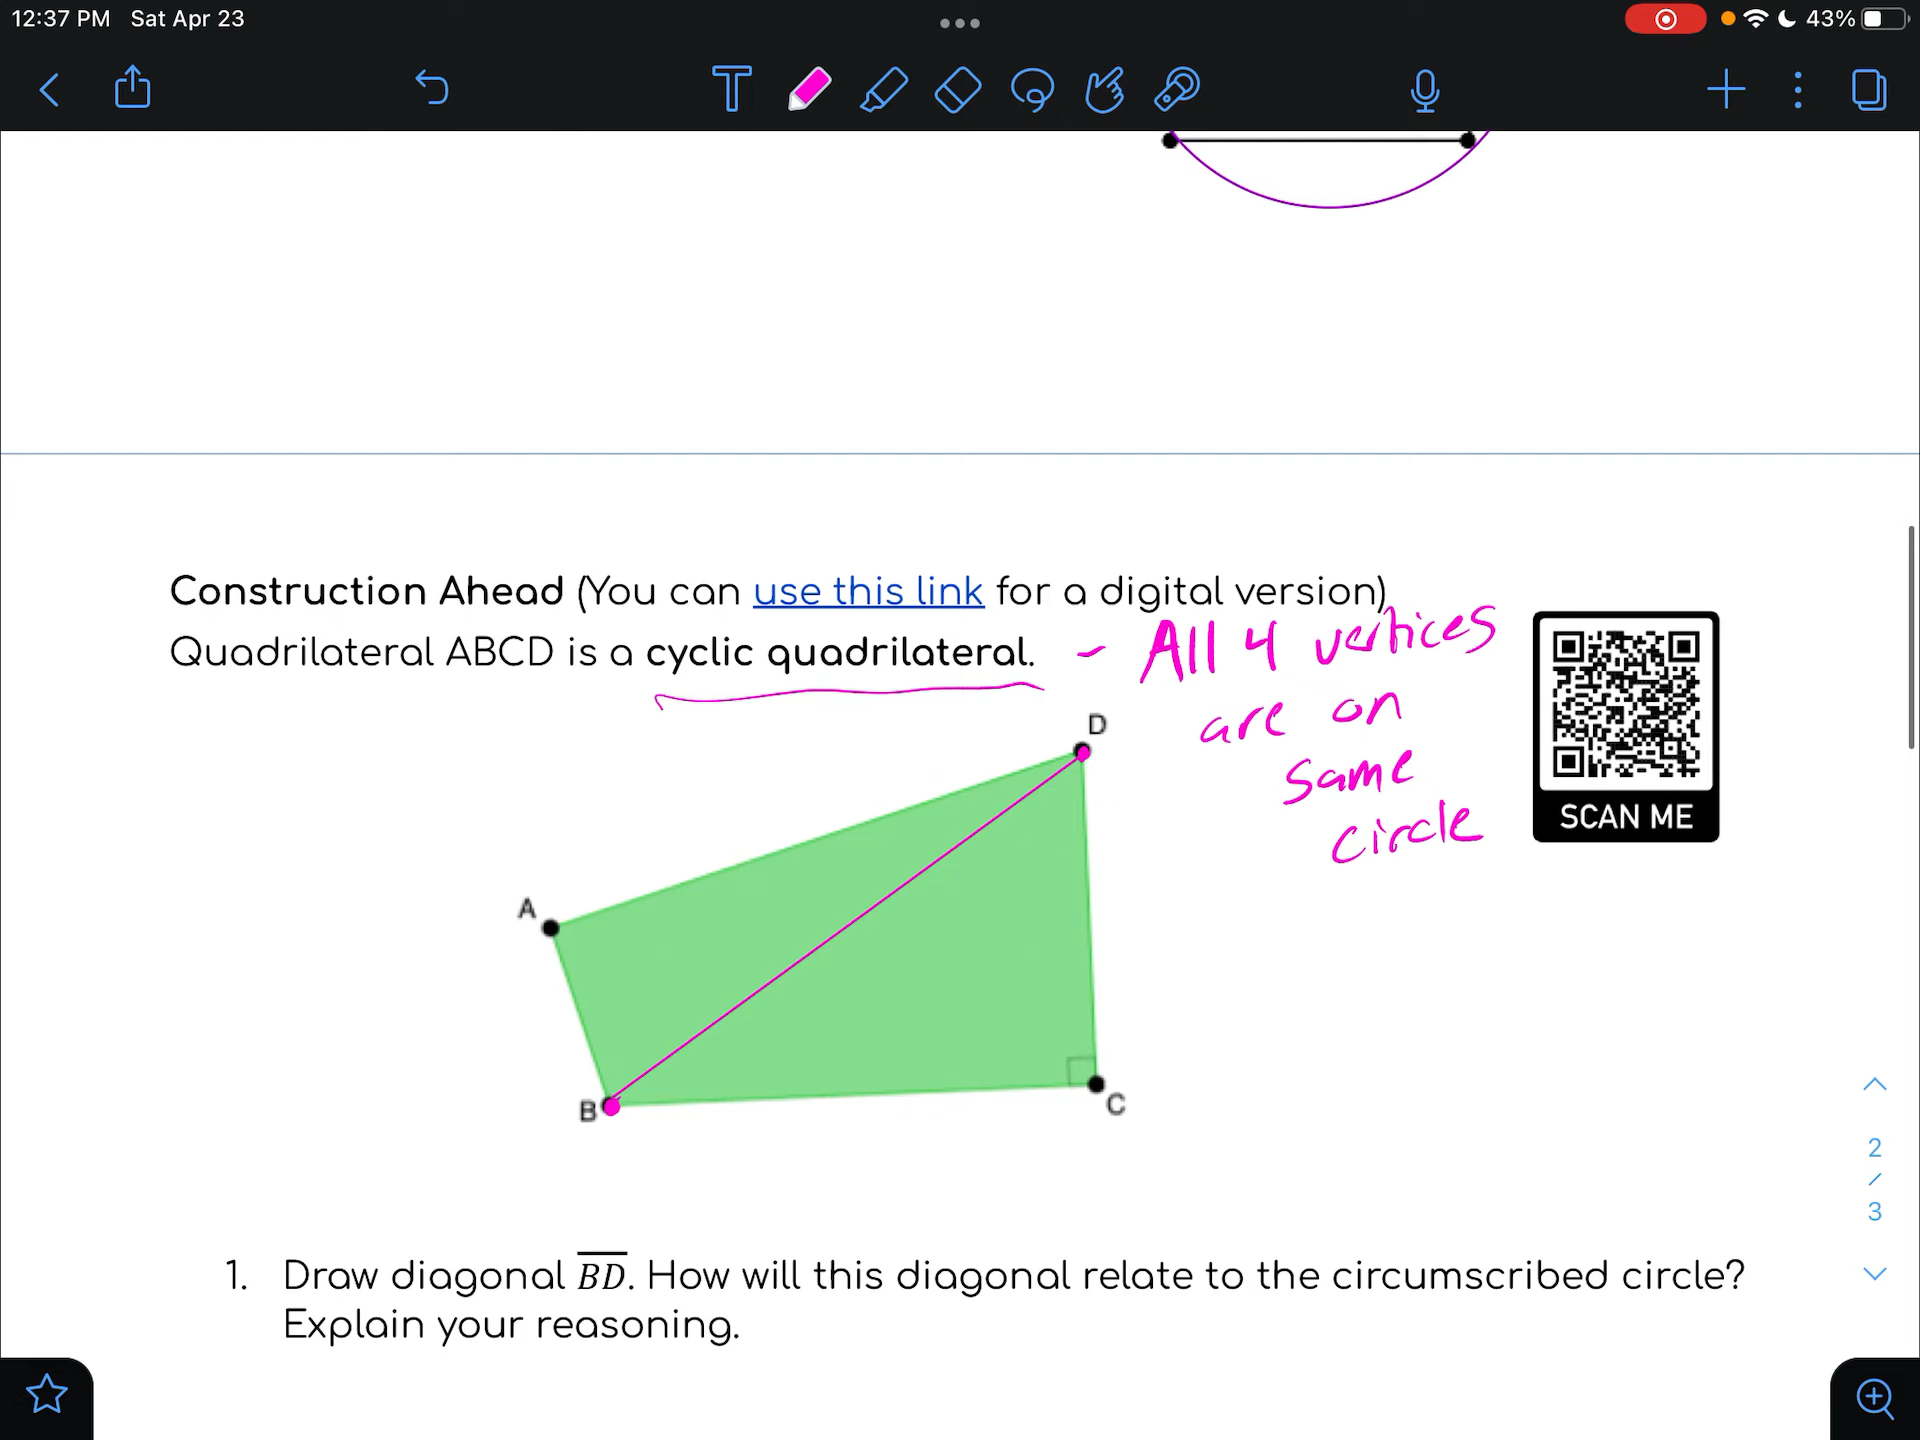 12:37 PM Sat Apr 23
43%
Construction Ahead (You can use this link for a digital version)
Quadrilateral ABCD is a cyclic quadrilateral. - All 4 vertices
are on
same
circle
SCAN ME
D
A
B
C
2
/
3
1. Draw diagonal BD. How will this diagonal relate to the circumscribed circle?
Explain your reasoning.